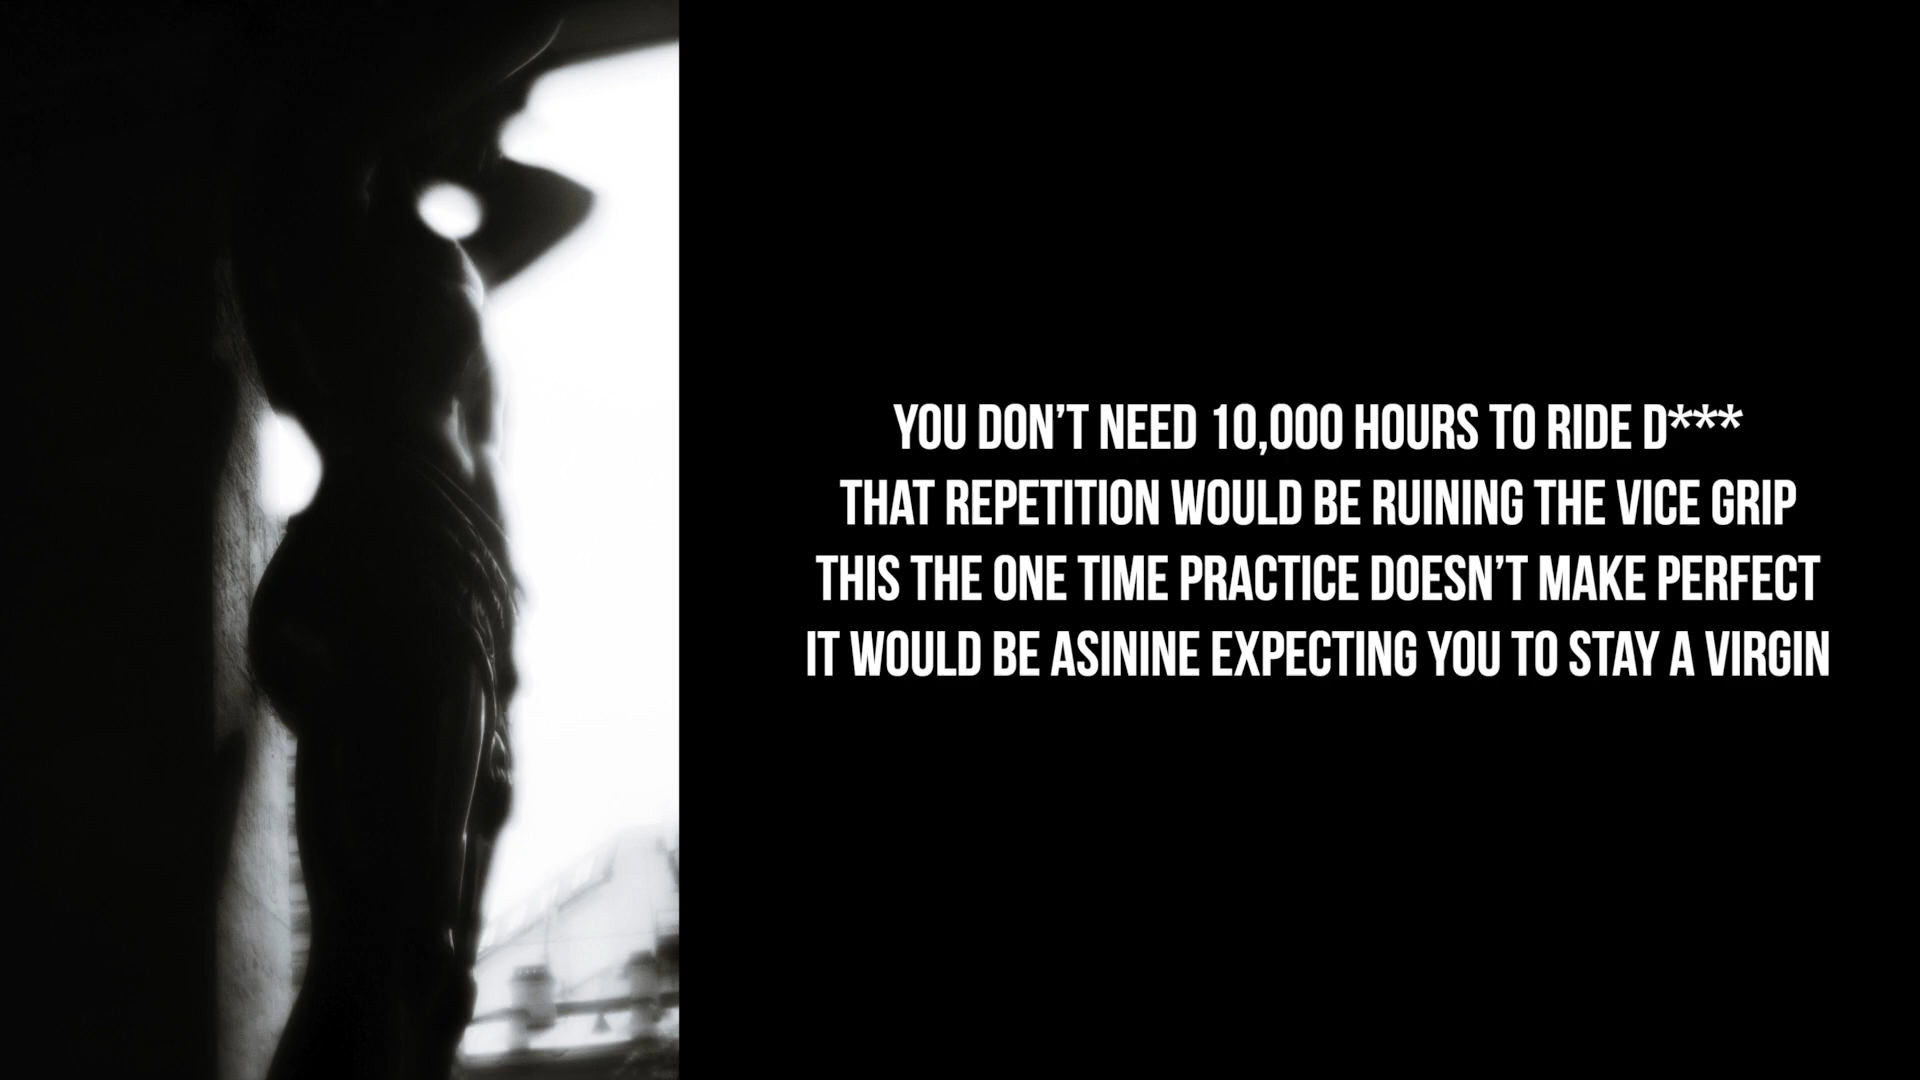 YOU DON’T NEED 10,000 HOURS TO RIDE D***
THAT REPETITION WOULD BE RUINING THE VICE GRIP
THIS THE ONE TIME PRACTICE DOESN’T MAKE PERFECT
IT WOULD BE ASININE EXPECTING YOU TO STAY A VIRGIN